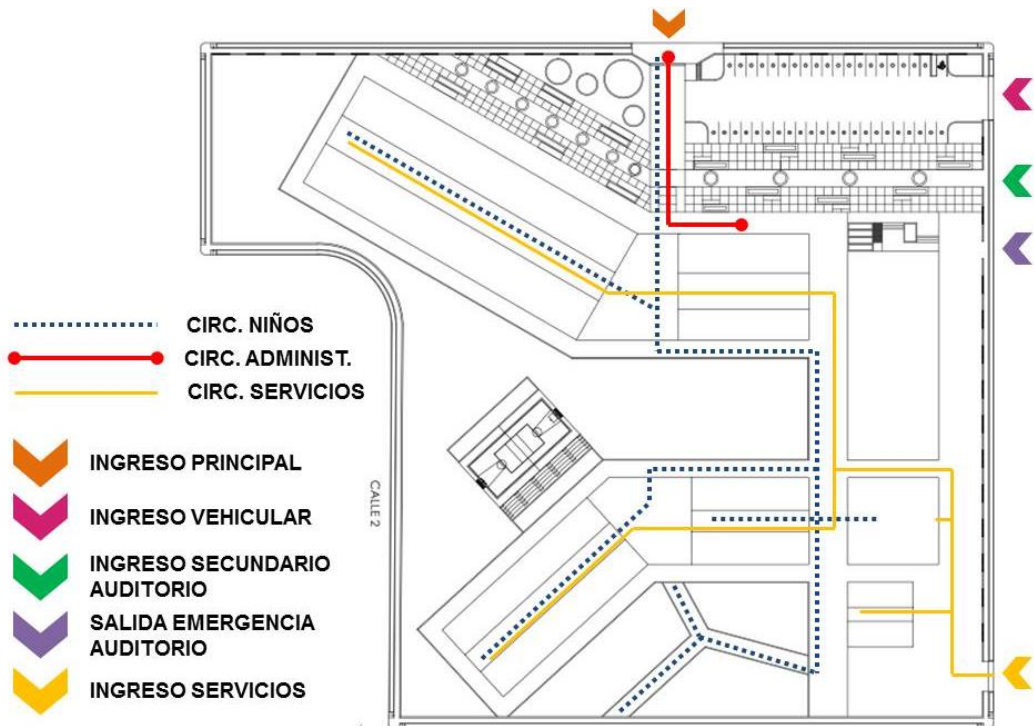 CIRC. NIÑOS
CIRC. ADMINIST.
CIRC. SERVICIOS
INGRESO PRINCIPAL
INGRESO VEHICULAR
INGRESO SECUNDARIO
AUDITORIO
SALIDA EMERGENCIA
AUDITORIO
INGRESO SERVICIOS
CALLE 2